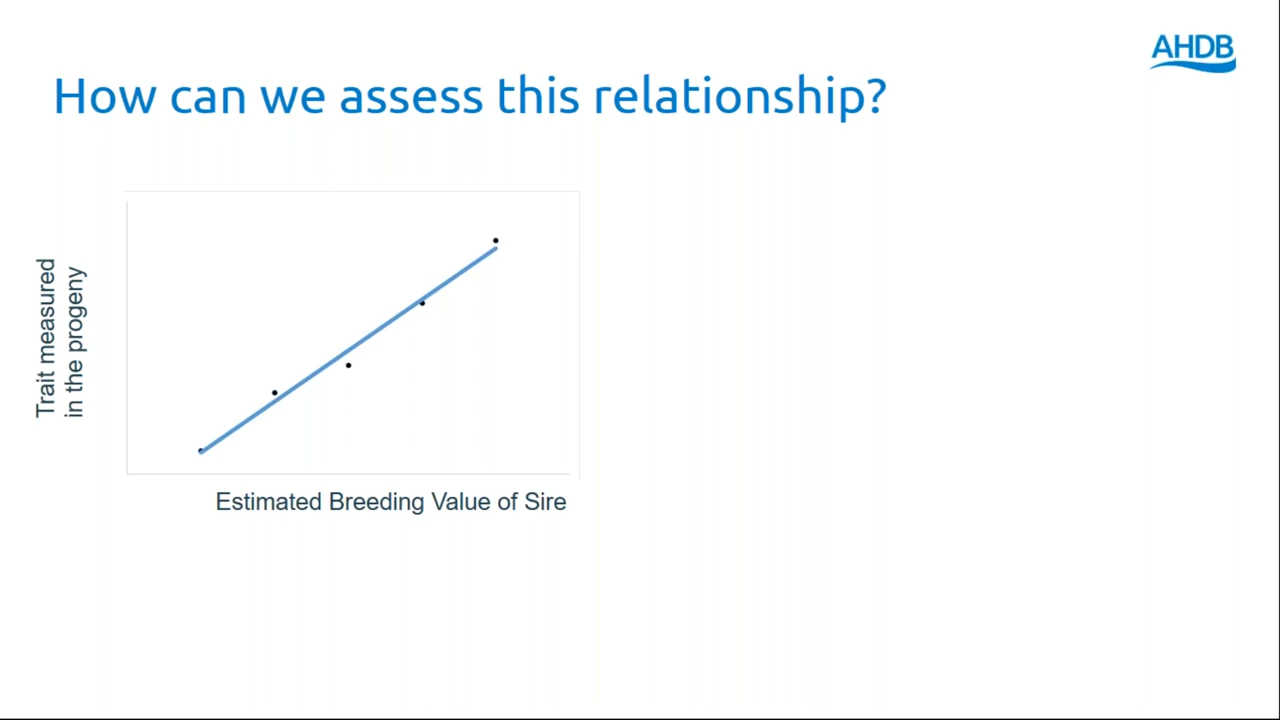 AHDB
How can we assess this relationship?
Trait measured
in the progeny
Estimated Breeding Value of Sire